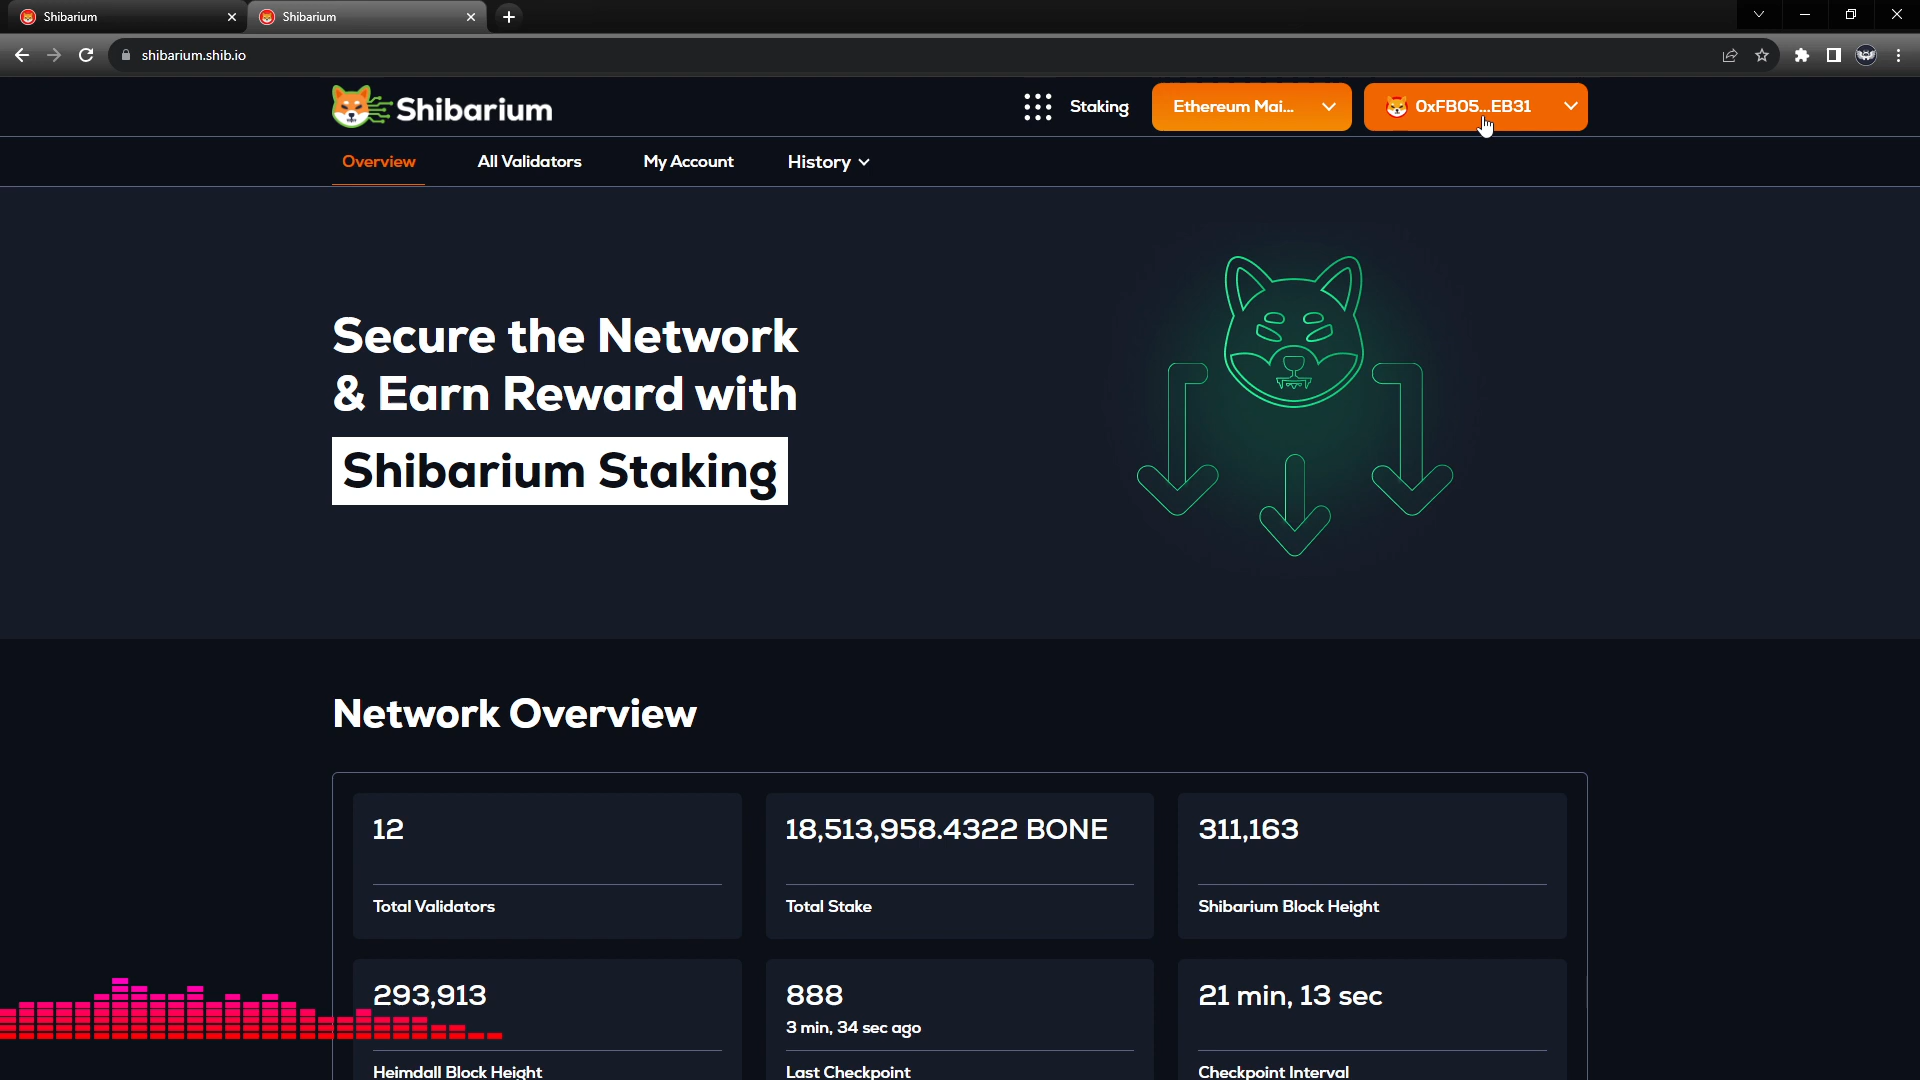 Shibarium
Shibarium
shibarium.shib.io
Shibarium
Staking
Ethereum Mai...
0xFB05...EB31
Overview
All Validators
My Account
History
Secure the Network
& Earn Reward with
Shibarium Staking
Network Overview
12
Total Validators
18,513,958.4322 BONE
Total Stake
311,163
Shibarium Block Height
293,913
Heimdall Block Height
888
3 min, 34 sec ago
Last Checkpoint
21 min, 13 sec
Checkpoint Interval